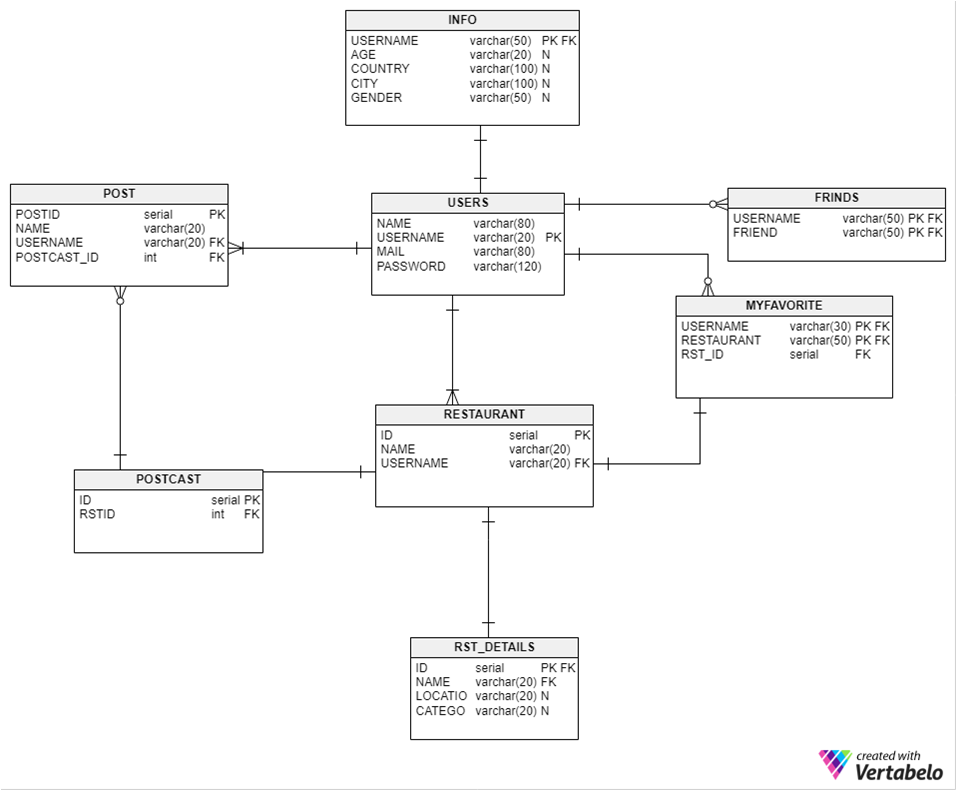 INFO
USERNAME varchar(50) PK FK
AGE varchar(20) N
COUNTRY varchar(100) N
CITY varchar(100) N
GENDER varchar(50) N
POST
POSTID serial PK
NAME varchar(20)
USERNAME varchar(20) FK
POSTCAST_ID int FK
USERS
NAME varchar(80)
USERNAME varchar(20) PK
MAIL varchar(80)
PASSWORD varchar(120)
FRINDS
USERNAME varchar(50) PK FK
FRIEND varchar(50) PK FK
MYFAVORITE
USERNAME varchar(30) PK FK
RESTAURANT varchar(50) PK FK
RST_ID serial FK
RESTAURANT
ID serial PK
NAME varchar(20)
USERNAME varchar(20) FK
POSTCAST
ID serial PK
RSTID int FK
RST_DETAILS
ID serial PK FK
NAME varchar(20) FK
LOCATIO varchar(20) N
CATEGO varchar(20) N
created with
Vertabelo